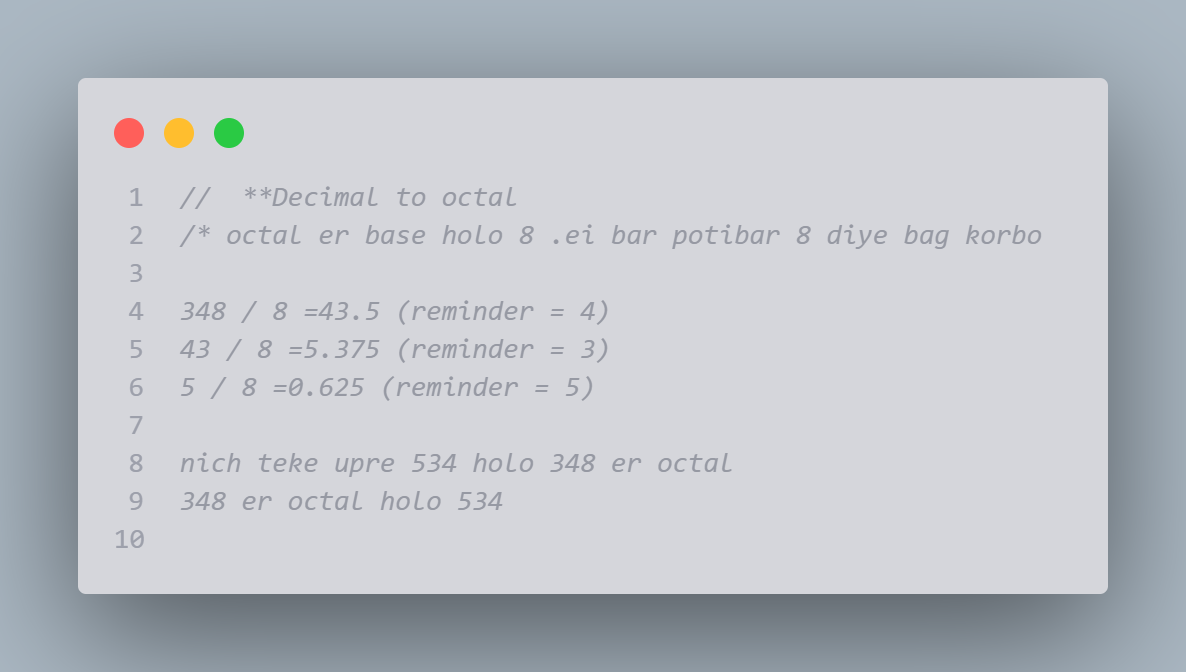 1 //  **Decimal to octal
2 /* octal er base holo 8 .ei bar potibar 8 diye bag korbo
3
4 348 / 8 =43.5 (reminder = 4)
5 43 / 8 =5.375 (reminder = 3)
6 5 / 8 =0.625 (reminder = 5)
7
8 nich teke upre 534 holo 348 er octal
9 348 er octal holo 534
10